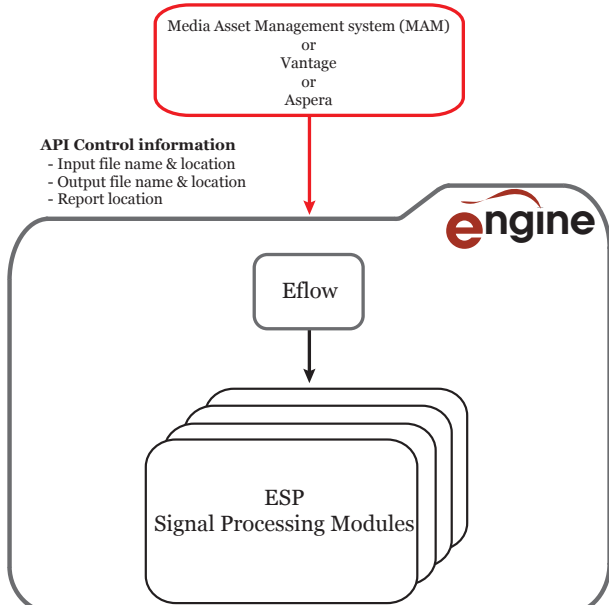 Media Asset Management system (MAM)
or
Vantage
or
Aspera
API Control information
- Input file name & location
- Output file name & location
- Report location
engine
Eflow
ESP
Signal Processing Modules